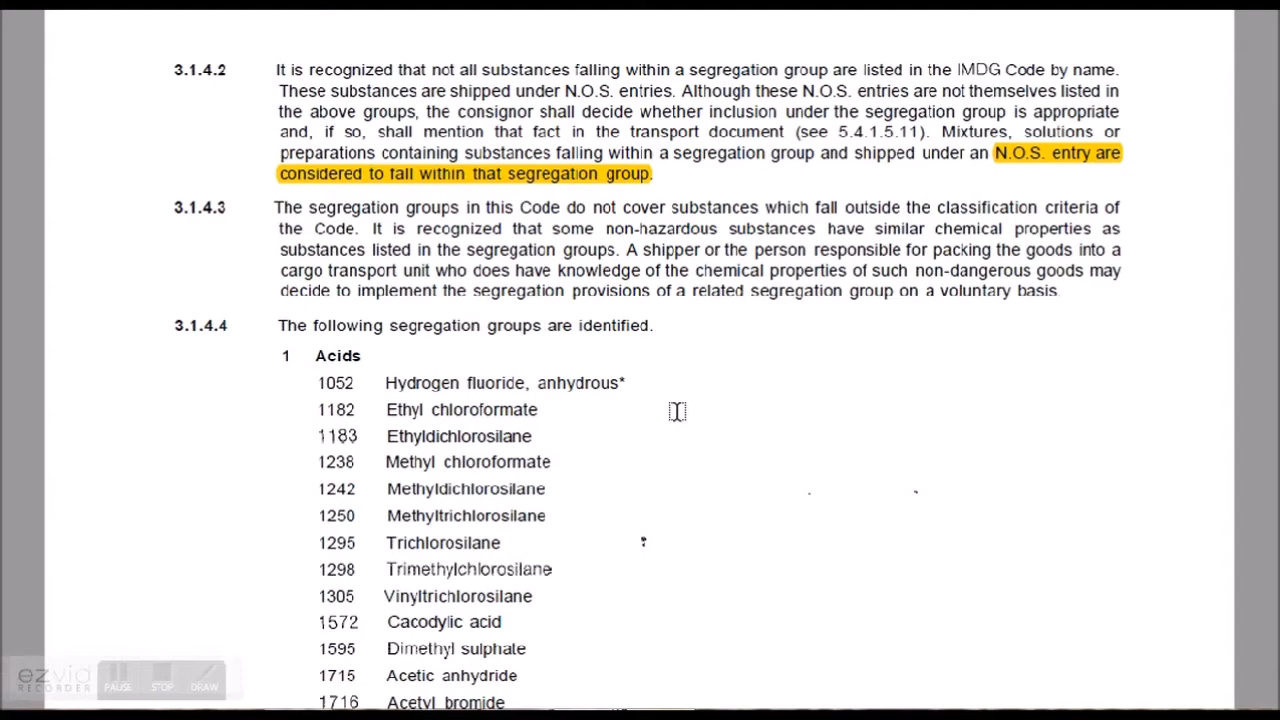 3.1.4.2 It is recognized that not all substances falling within a segregation group are listed in the IMDG Code by name.
These substances are shipped under N.O.S. entries. Although these N.O.S. entries are not themselves listed in
the above groups, the consignor shall decide whether inclusion under the segregation group is appropriate
and, if so, shall mention that fact in the transport document (see 5.4.1.5.11). Mixtures, solutions or
preparations containing substances falling within a segregation group and shipped under an N.O.S. entry are
considered to fall within that segregation group.
3.1.4.3 The segregation groups in this Code do not cover substances which fall outside the classification criteria of
the Code. It is recognized that some non-hazardous substances have similar chemical properties as
substances listed in the segregation groups. A shipper or the person responsible for packing the goods into a
cargo transport unit who does have knowledge of the chemical properties of such non-dangerous goods may
decide to implement the segregation provisions of a related segregation group on a voluntary basis.
3.1.4.4 The following segregation groups are identified.
1 Acids
1052 Hydrogen fluoride, anhydrous*
1182 Ethyl chloroformate
1183 Ethyldichlorosilane
1238 Methyl chloroformate
1242 Methyldichlorosilane
1250 Methyltrichlorosilane
1295 Trichlorosilane
1298 Trimethylchlorosilane
1305 Vinyltrichlorosilane
1572 Cacodylic acid
1595 Dimethyl sulphate
1715 Acetic anhydride
1716 Acetyl bromide
ezvid
RECORDER
PAUSE STOP DRAW